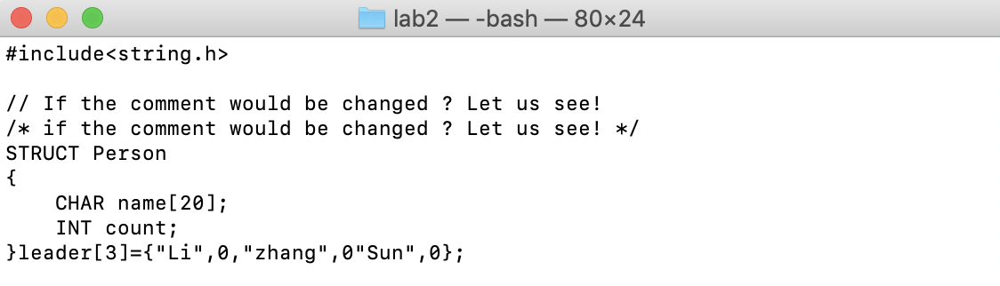 lab2 — -bash — 80×24
#include<string.h>
// If the comment would be changed ? Let us see!
/* if the comment would be changed ? Let us see! */
STRUCT Person
{
    CHAR name[20];
    INT count;
}leader[3]={"Li",0,"zhang",0"Sun",0};